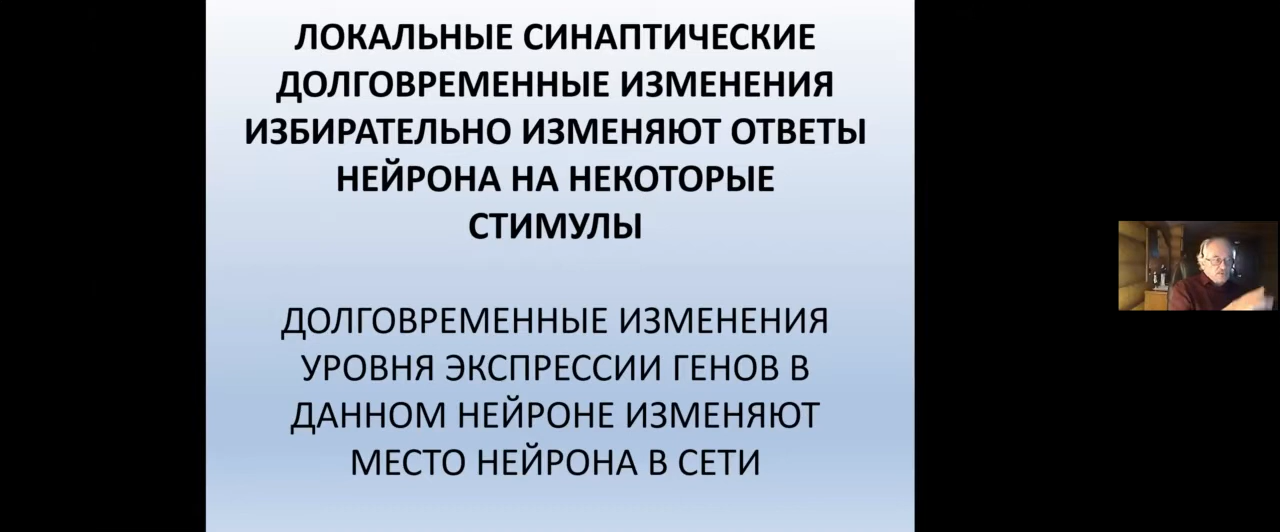 ЛОКАЛЬНЫЕ СИНАПТИЧЕСКИЕ
ДОЛГОВРЕМЕННЫЕ ИЗМЕНЕНИЯ
ИЗБИРАТЕЛЬНО ИЗМЕНЯЮТ ОТВЕТЫ
НЕЙРОНА НА НЕКОТОРЫЕ
СТИМУЛЫ
ДОЛГОВРЕМЕННЫЕ ИЗМЕНЕНИЯ
УРОВНЯ ЭКСПРЕССИИ ГЕНОВ В
ДАННОМ НЕЙРОНЕ ИЗМЕНЯЮТ
МЕСТО НЕЙРОНА В СЕТИ